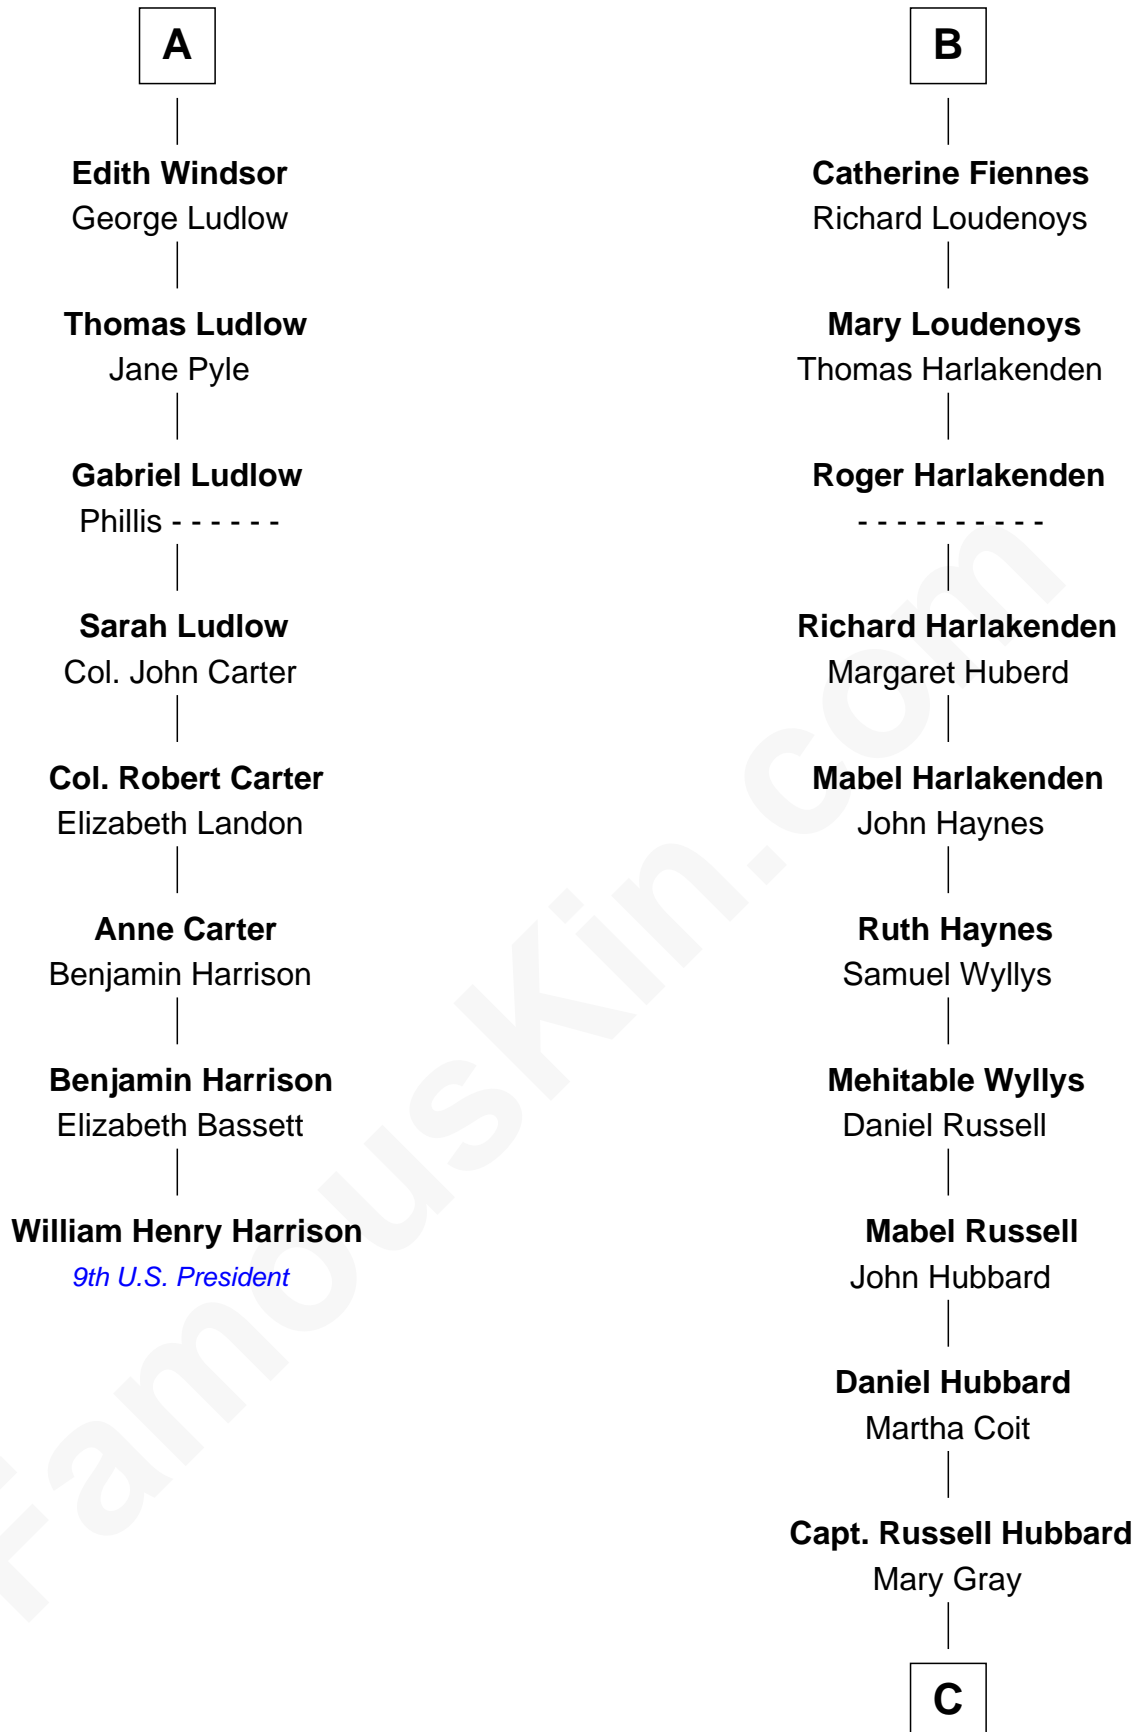 A
Edith Windsor
George Ludlow
Thomas Ludlow
Jane Pyle
Gabriel Ludlow
Phillis - - - - - -
Sarah Ludlow
Col. John Carter
Col. Robert Carter
Elizabeth Landon
Anne Carter
Benjamin Harrison
Benjamin Harrison
Elizabeth Bassett
William Henry Harrison
9th U.S. President
B
Catherine Fiennes
Richard Loudenoys
Mary Loudenoys
Thomas Harlakenden
Roger Harlakenden
- - - - - - - - - -
Richard Harlakenden
Margaret Huberd
Mabel Harlakenden
John Haynes
Ruth Haynes
Samuel Wyllys
Mehitable Wyllys
Daniel Russell
Mabel Russell
John Hubbard
Daniel Hubbard
Martha Coit
Capt. Russell Hubbard
Mary Gray
C
FamousKin.com